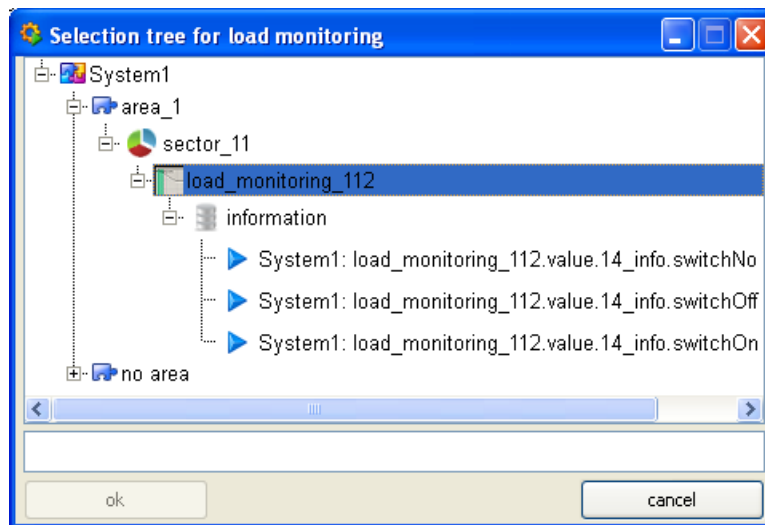 Selection tree for load monitoring
System1
area_1
sector_11
load_monitoring_112
information
System1: load_monitoring_112.value.14_info.switchNo
System1: load_monitoring_112.value.14_info.switchOff
System1: load_monitoring_112.value.14_info.switchOn
no area
ok
cancel